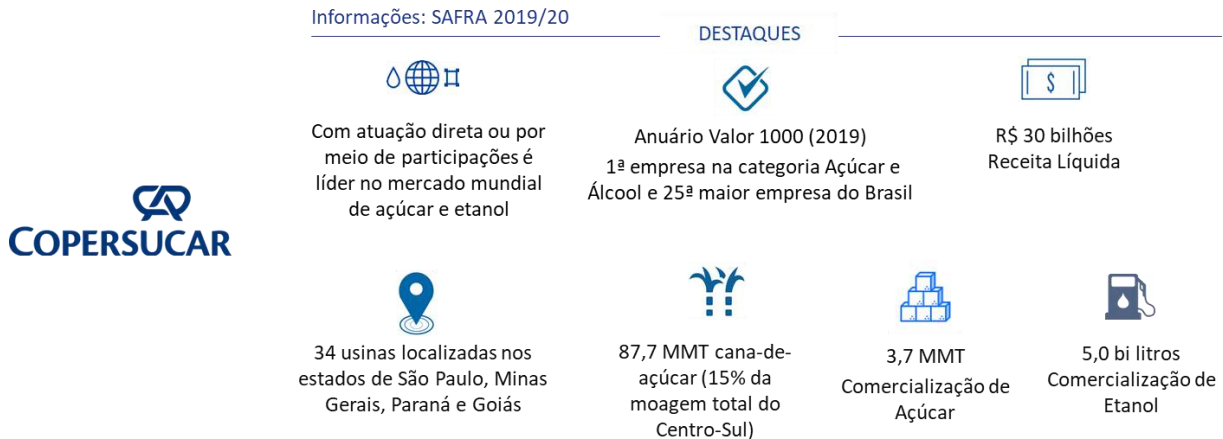 Informações: SAFRA 2019/20
DESTAQUES
Com atuação direta ou por
meio de participações é
líder no mercado mundial
de açúcar e etanol
Anuário Valor 1000 (2019)
1ª empresa na categoria Açúcar e
Álcool e 25ª maior empresa do Brasil
$
R$ 30 bilhões
Receita Líquida
COPERSUCAR
34 usinas localizadas nos
estados de São Paulo, Minas
Gerais, Paraná e Goiás
87,7 MMT cana-de-
açúcar (15% da
moagem total do
Centro-Sul)
3,7 MMT
Comercialização de
Açúcar
5,0 bi litros
Comercialização de
Etanol